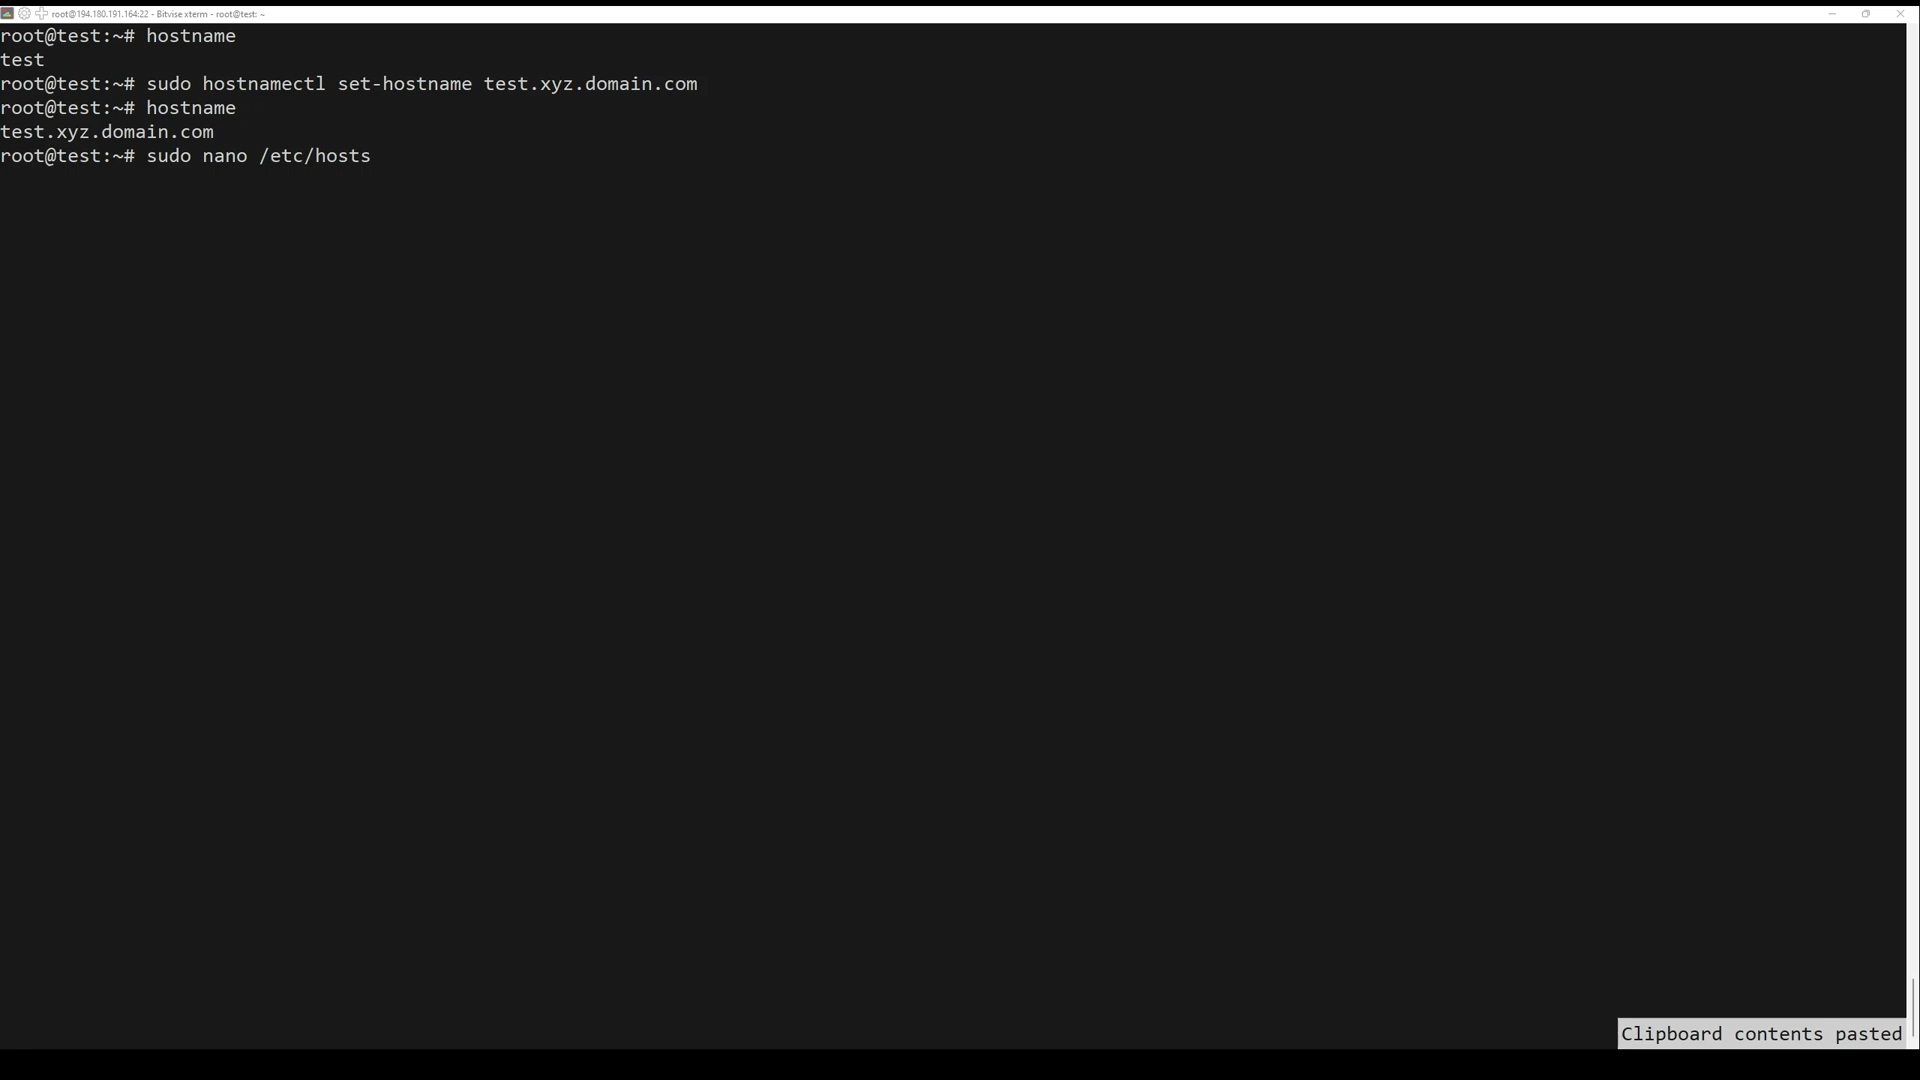 root@194.180.191.164:22 - Bitvise xterm - root@test: ~
root@test:~# hostname
test
root@test:~# sudo hostnamectl set-hostname test.xyz.domain.com
root@test:~# hostname
test.xyz.domain.com
root@test:~# sudo nano /etc/hosts
Clipboard contents pasted